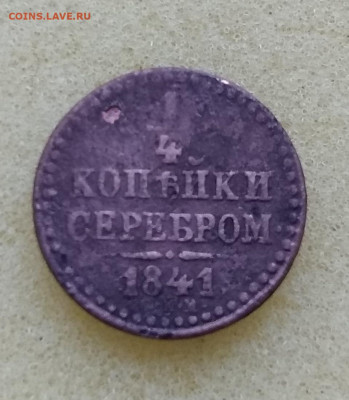 COINS.LAVE.RU
1
4
КОПѢЙКИ
СЕРЕБРОМ
1841